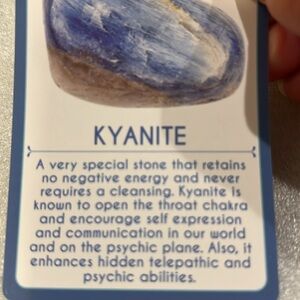 KYANITE
A very special stone that retains
no negative energy and never
requires a cleansing. Kyanite is
known to open the throat chakra
and encourage self expression
and communication in our world
and on the psychic plane. Also, it
enhances hidden telepathic and
psychic abilities.